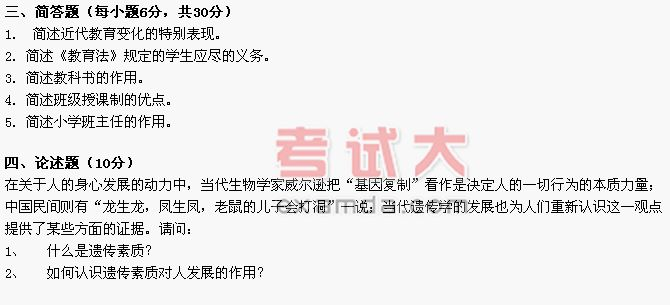 三、简答题（每小题6分，共30分）
1. 简述近代教育变化的特别表现。
2. 简述《教育法》规定的学生应尽的义务。
3. 简述教科书的作用。
4. 简述班级授课制的优点。
5. 简述小学班主任的作用。
考试大
四、论述题（10分）
在关于人的身心发展的动力中，当代生物学家威尔逊把“基因复制”看作是决定人的一切行为的本质力量；
中国民间则有“龙生龙，凤生凤，老鼠的儿子会打洞”一说；当代遗传学的发展也为人们重新认识这一观点
examda.com
提供了某些方面的证据。请问：
1、 什么是遗传素质？
2、 如何认识遗传素质对人发展的作用？